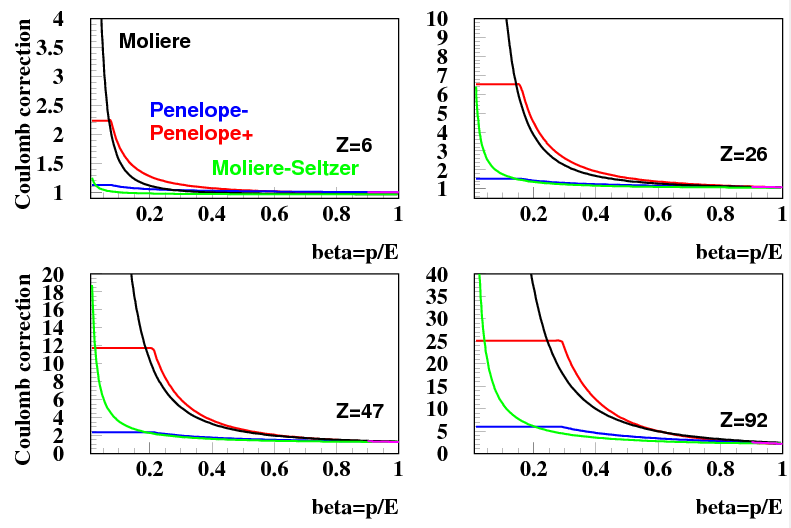 4
3.5
3
2.5
2
1.5
1
Coulomb correction
Moliere
Penelope-
Penelope+
Moliere-Seltzer
Z=6
0.2 0.4 0.6 0.8 1
beta=p/E
10
9
8
7
6
5
4
3
2
1
Z=26
0.2 0.4 0.6 0.8 1
beta=p/E
20
18
16
14
12
10
8
6
4
2
0
Coulomb correction
Z=47
0.2 0.4 0.6 0.8 1
beta=p/E
40
35
30
25
20
15
10
5
0
Z=92
0.2 0.4 0.6 0.8 1
beta=p/E